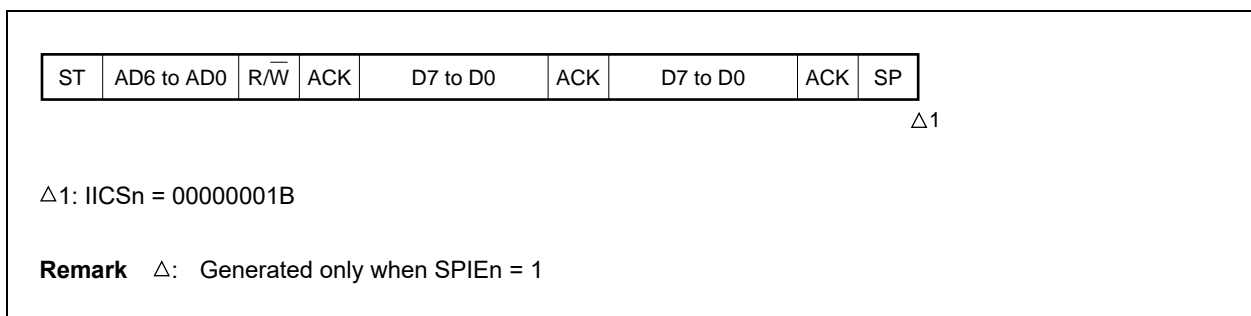 ST AD6 to AD0 R/W̅ ACK D7 to D0 ACK D7 to D0 ACK SP
△1
△1: IICSn = 00000001B
Remark △: Generated only when SPIEn = 1